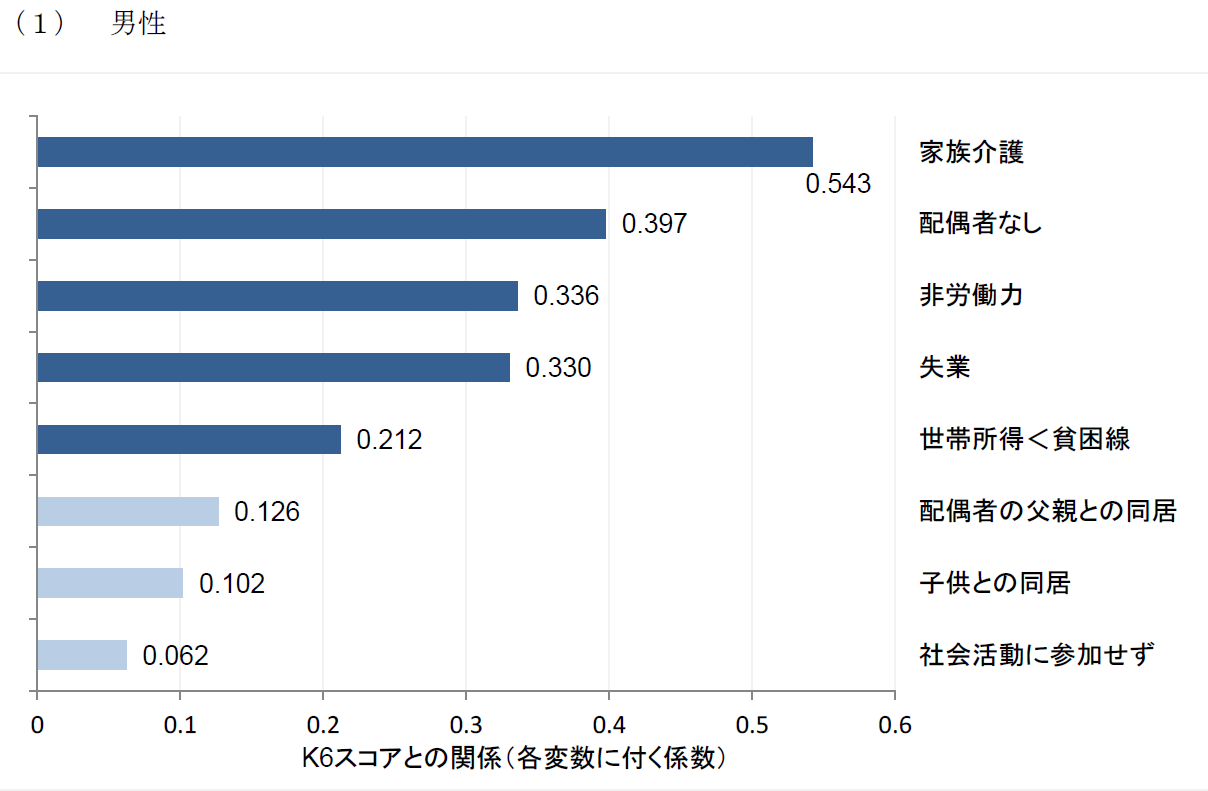 （１）　男性
家族介護
0.543
0.397
配偶者なし
0.336
非労働力
0.330
失業
0.212
世帯所得＜貧困線
0.126
配偶者の父親との同居
0.102
子供との同居
0.062
社会活動に参加せず
0 0.1 0.2 0.3 0.4 0.5 0.6
K6スコアとの関係（各変数に付く係数）